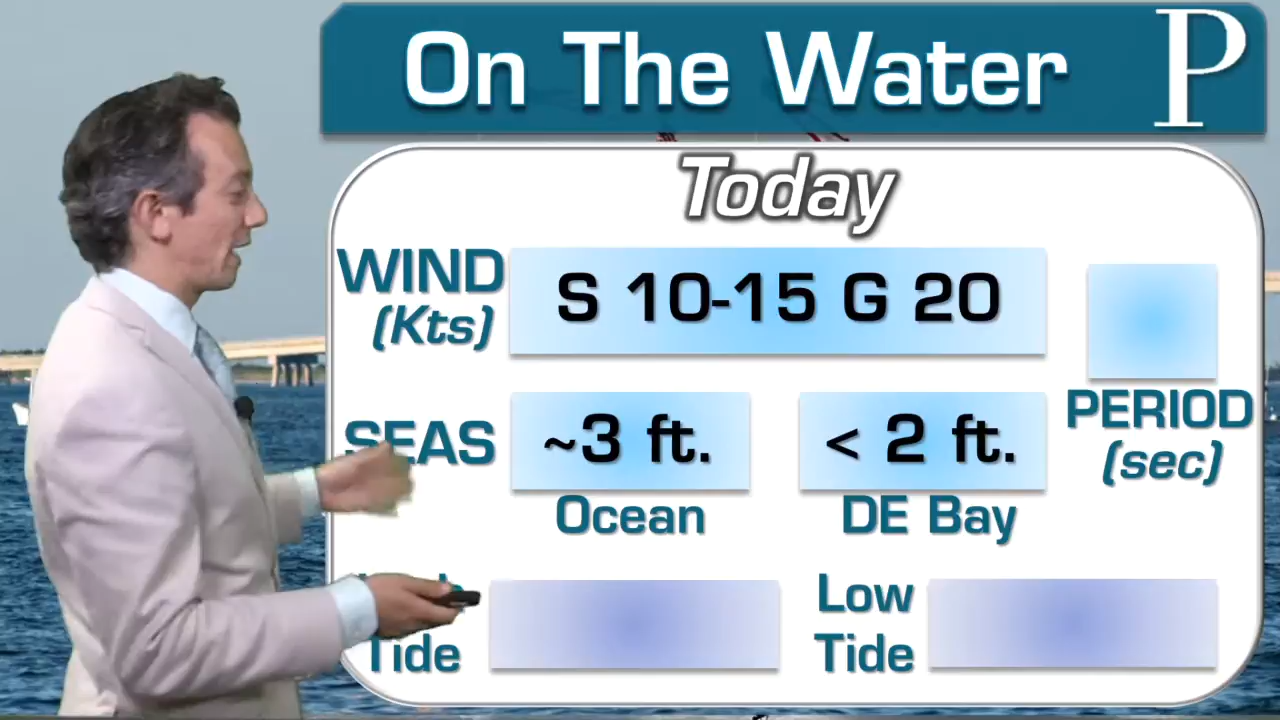 On The Water
P
Today
WIND
(Kts)
S 10-15 G 20
PERIOD
(sec)
SEAS
~3 ft.
< 2 ft.
Ocean
DE Bay
Tide
Low
Tide